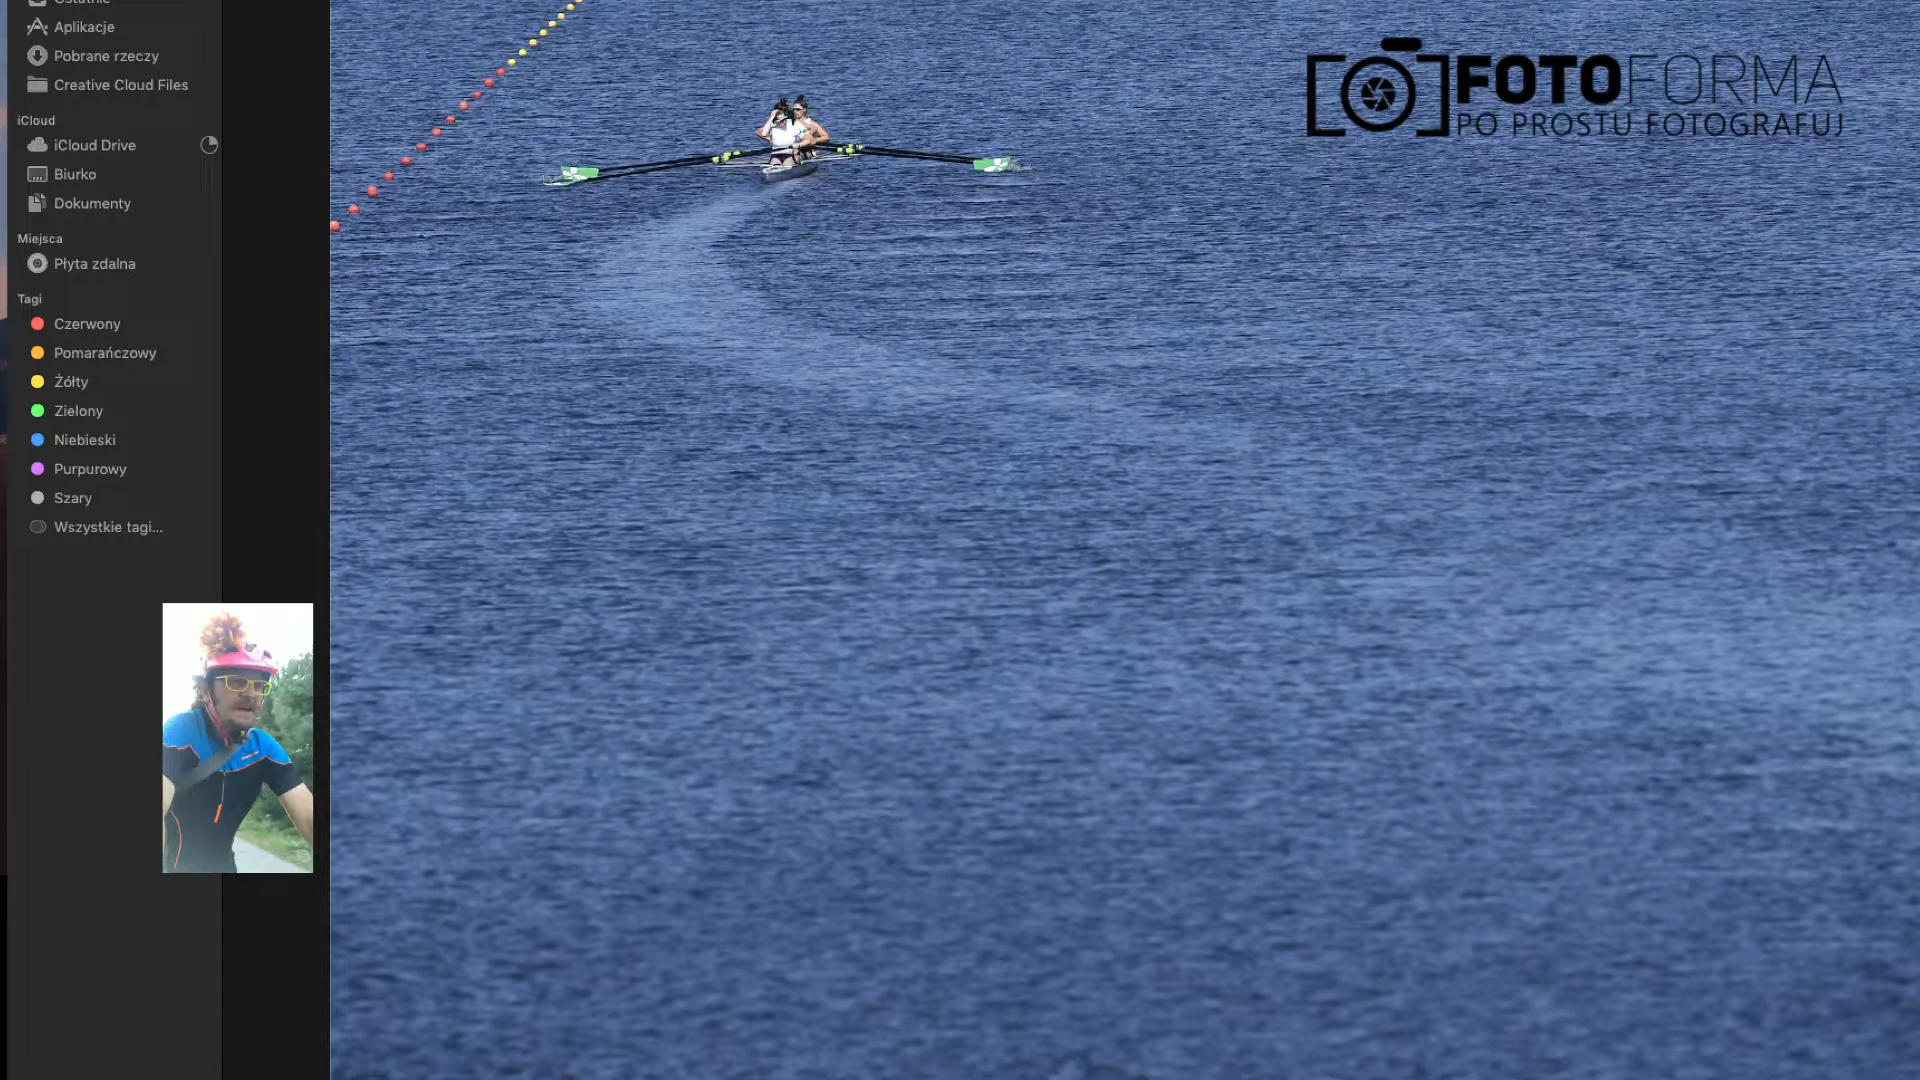 Ostatnie
Aplikacje
Pobrane rzeczy
Creative Cloud Files
iCloud
iCloud Drive
Biurko
Dokumenty
Miejsca
Płyta zdalna
Tagi
Czerwony
Pomarańczowy
Żółty
Zielony
Niebieski
Purpurowy
Szary
Wszystkie tagi...
FOTOFORMA
PO PROSTU FOTOGRAFUJ